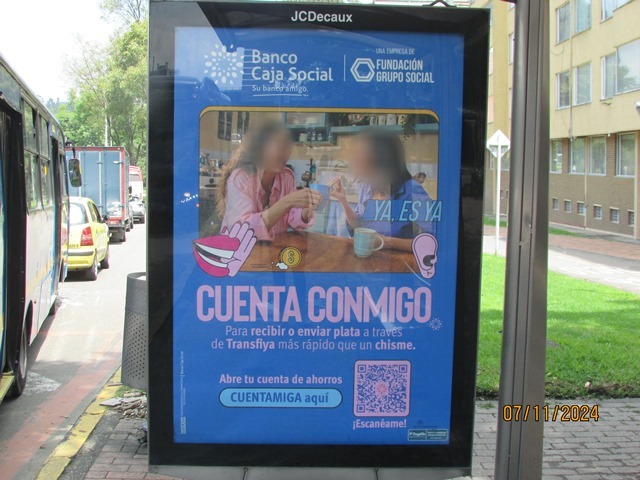 JCDecaux
Banco
Caja Social
Su banco amigo.
UNA EMPRESA DE
FUNDACIÓN
GRUPO SOCIAL
YA, ES YA
CUENTA CONMIGO
Para recibir o enviar plata a través
de Transfiya más rápido que un chisme.
Abre tu cuenta de ahorros
CUENTAMIGA aquí
¡Escanéame!
07/11/2024